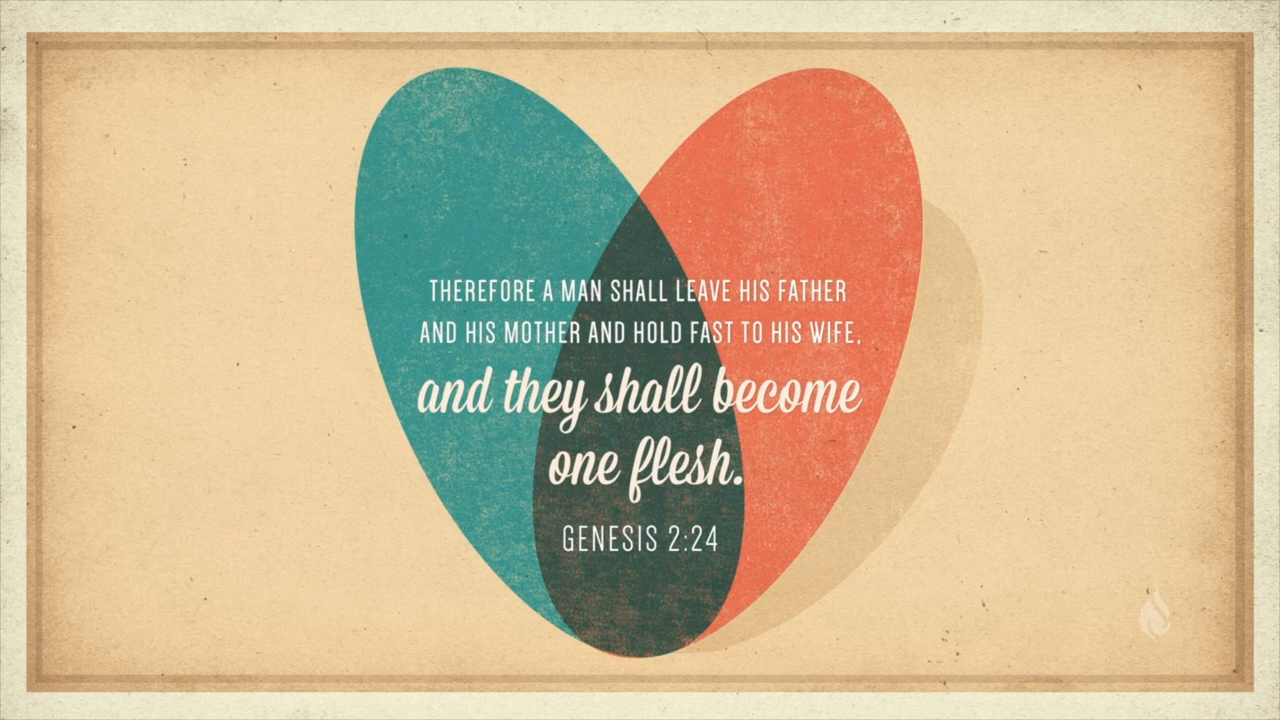 THEREFORE A MAN SHALL LEAVE HIS FATHER
AND HIS MOTHER AND HOLD FAST TO HIS WIFE,
and they shall become
one flesh.
GENESIS 2:24